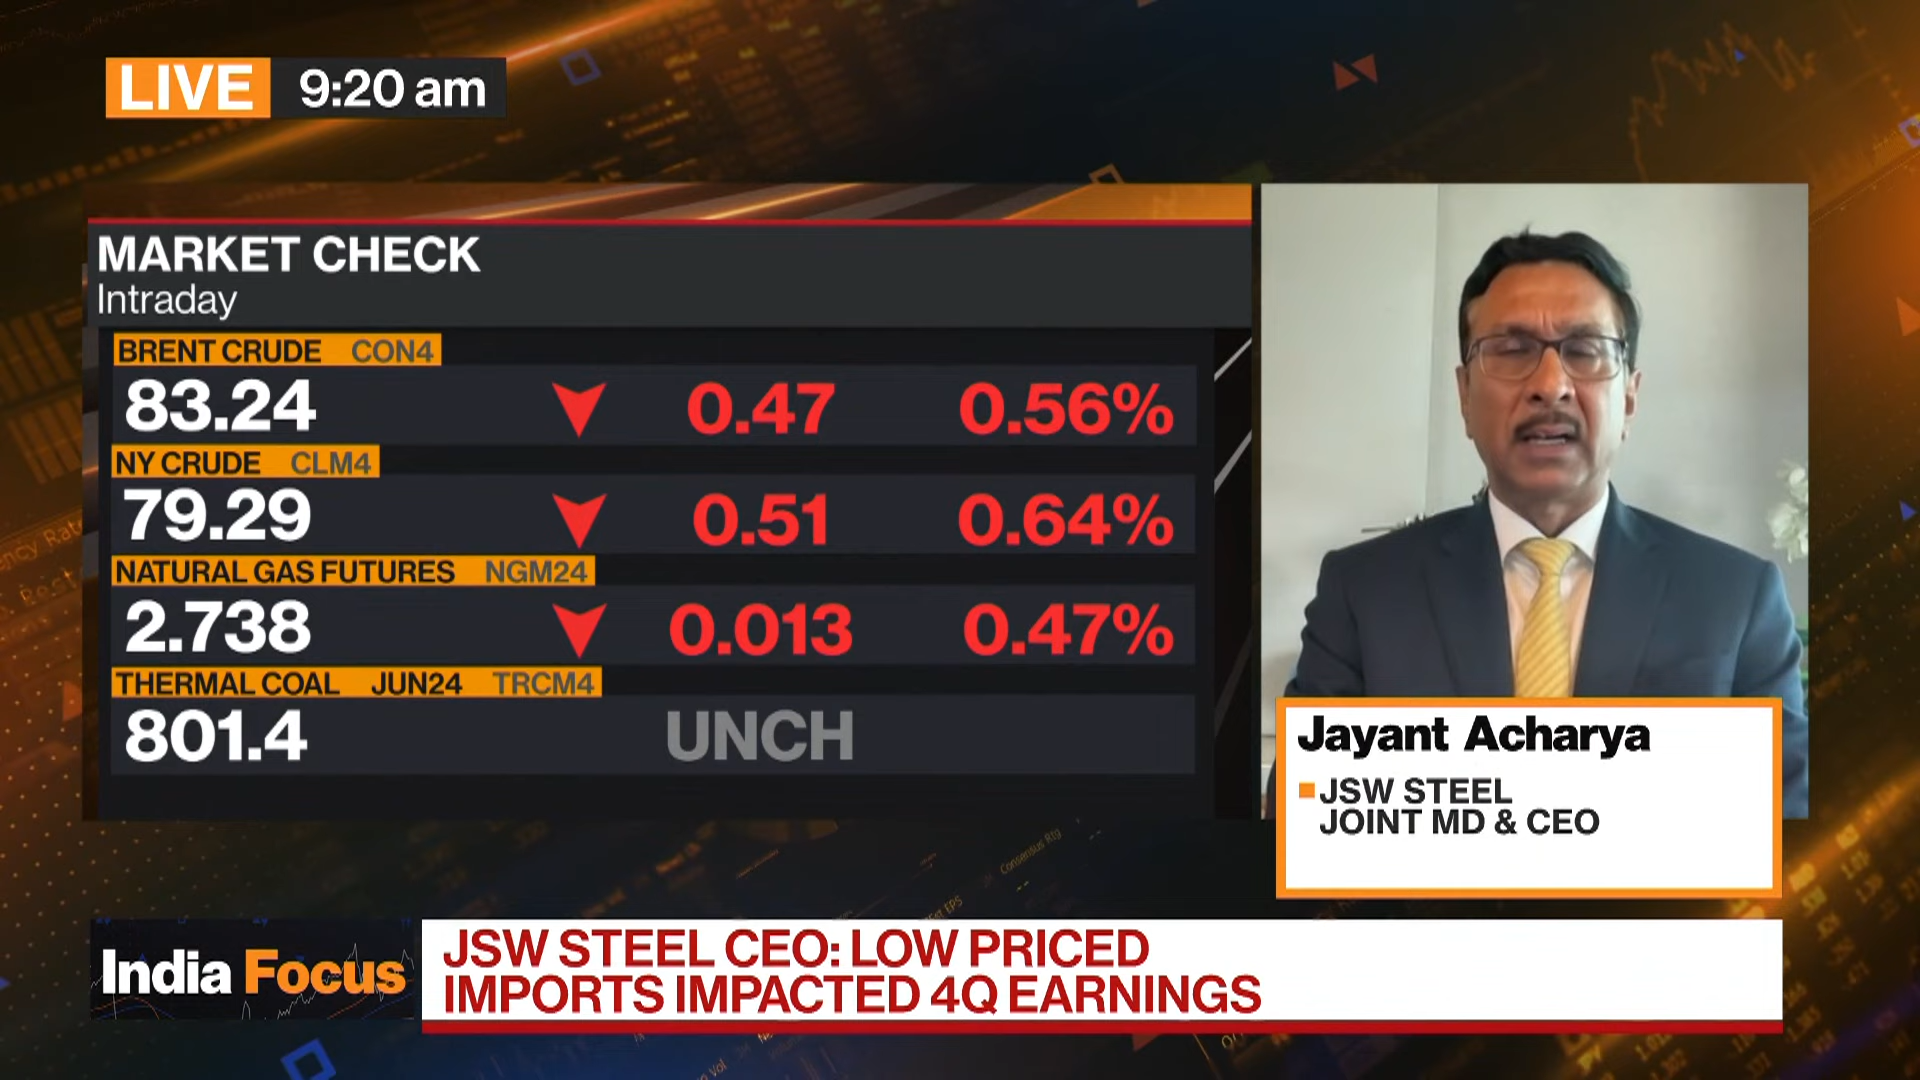 LIVE 9:20 am
MARKET CHECK
Intraday
BRENT CRUDE CON4
83.24 0.47 0.56%
NY CRUDE CLM4
79.29 0.51 0.64%
NATURAL GAS FUTURES NGM24
2.738 0.013 0.47%
THERMAL COAL JUN24 TRCM4
801.4 UNCH
Jayant Acharya
JSW STEEL
JOINT MD & CEO
India Focus
JSW STEEL CEO: LOW PRICED
IMPORTS IMPACTED 4Q EARNINGS
Consensus Rtg